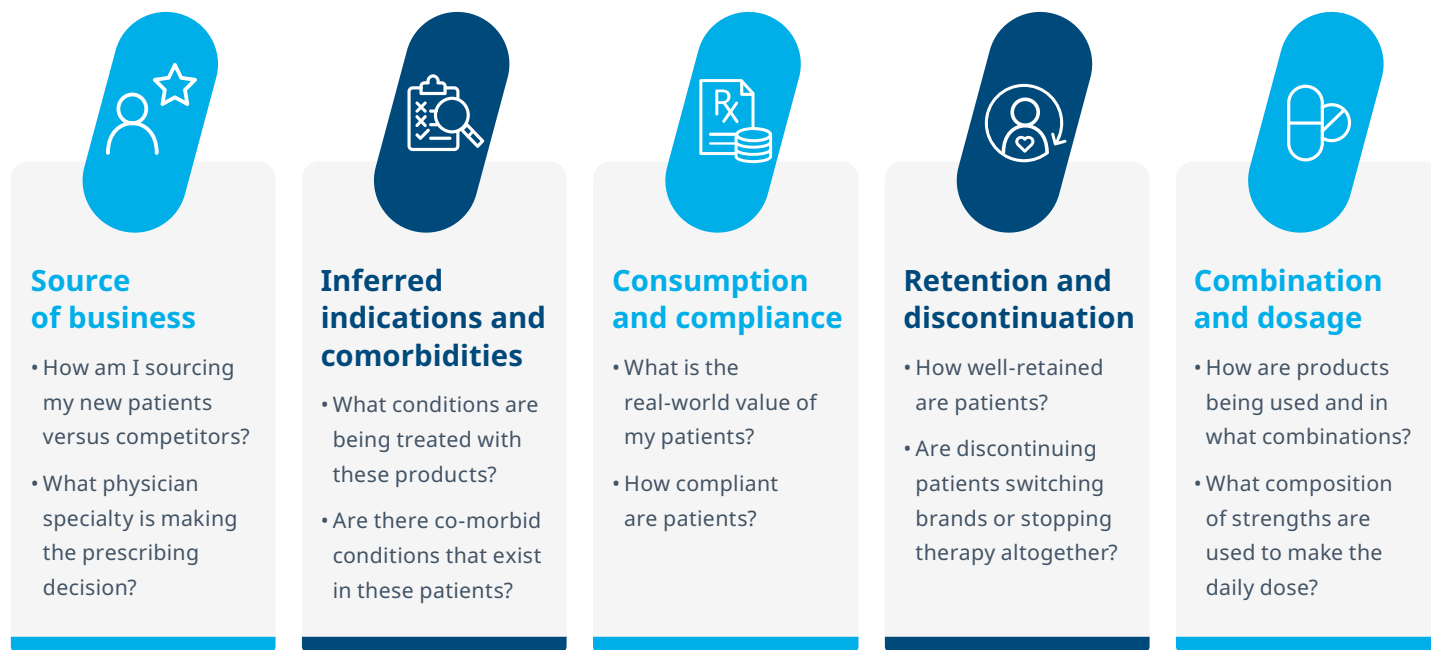 Rx
Source
of business
• How am I sourcing
my new patients
versus competitors?
• What physician
specialty is making
the prescribing
decision?
Inferred
indications and
comorbidities
• What conditions are
being treated with
these products?
• Are there co-morbid
conditions that exist
in these patients?
Consumption
and compliance
• What is the
real-world value of
my patients?
• How compliant
are patients?
Retention and
discontinuation
• How well-retained
are patients?
• Are discontinuing
patients switching
brands or stopping
therapy altogether?
Combination
and dosage
• How are products
being used and in
what combinations?
• What composition
of strengths are
used to make the
daily dose?